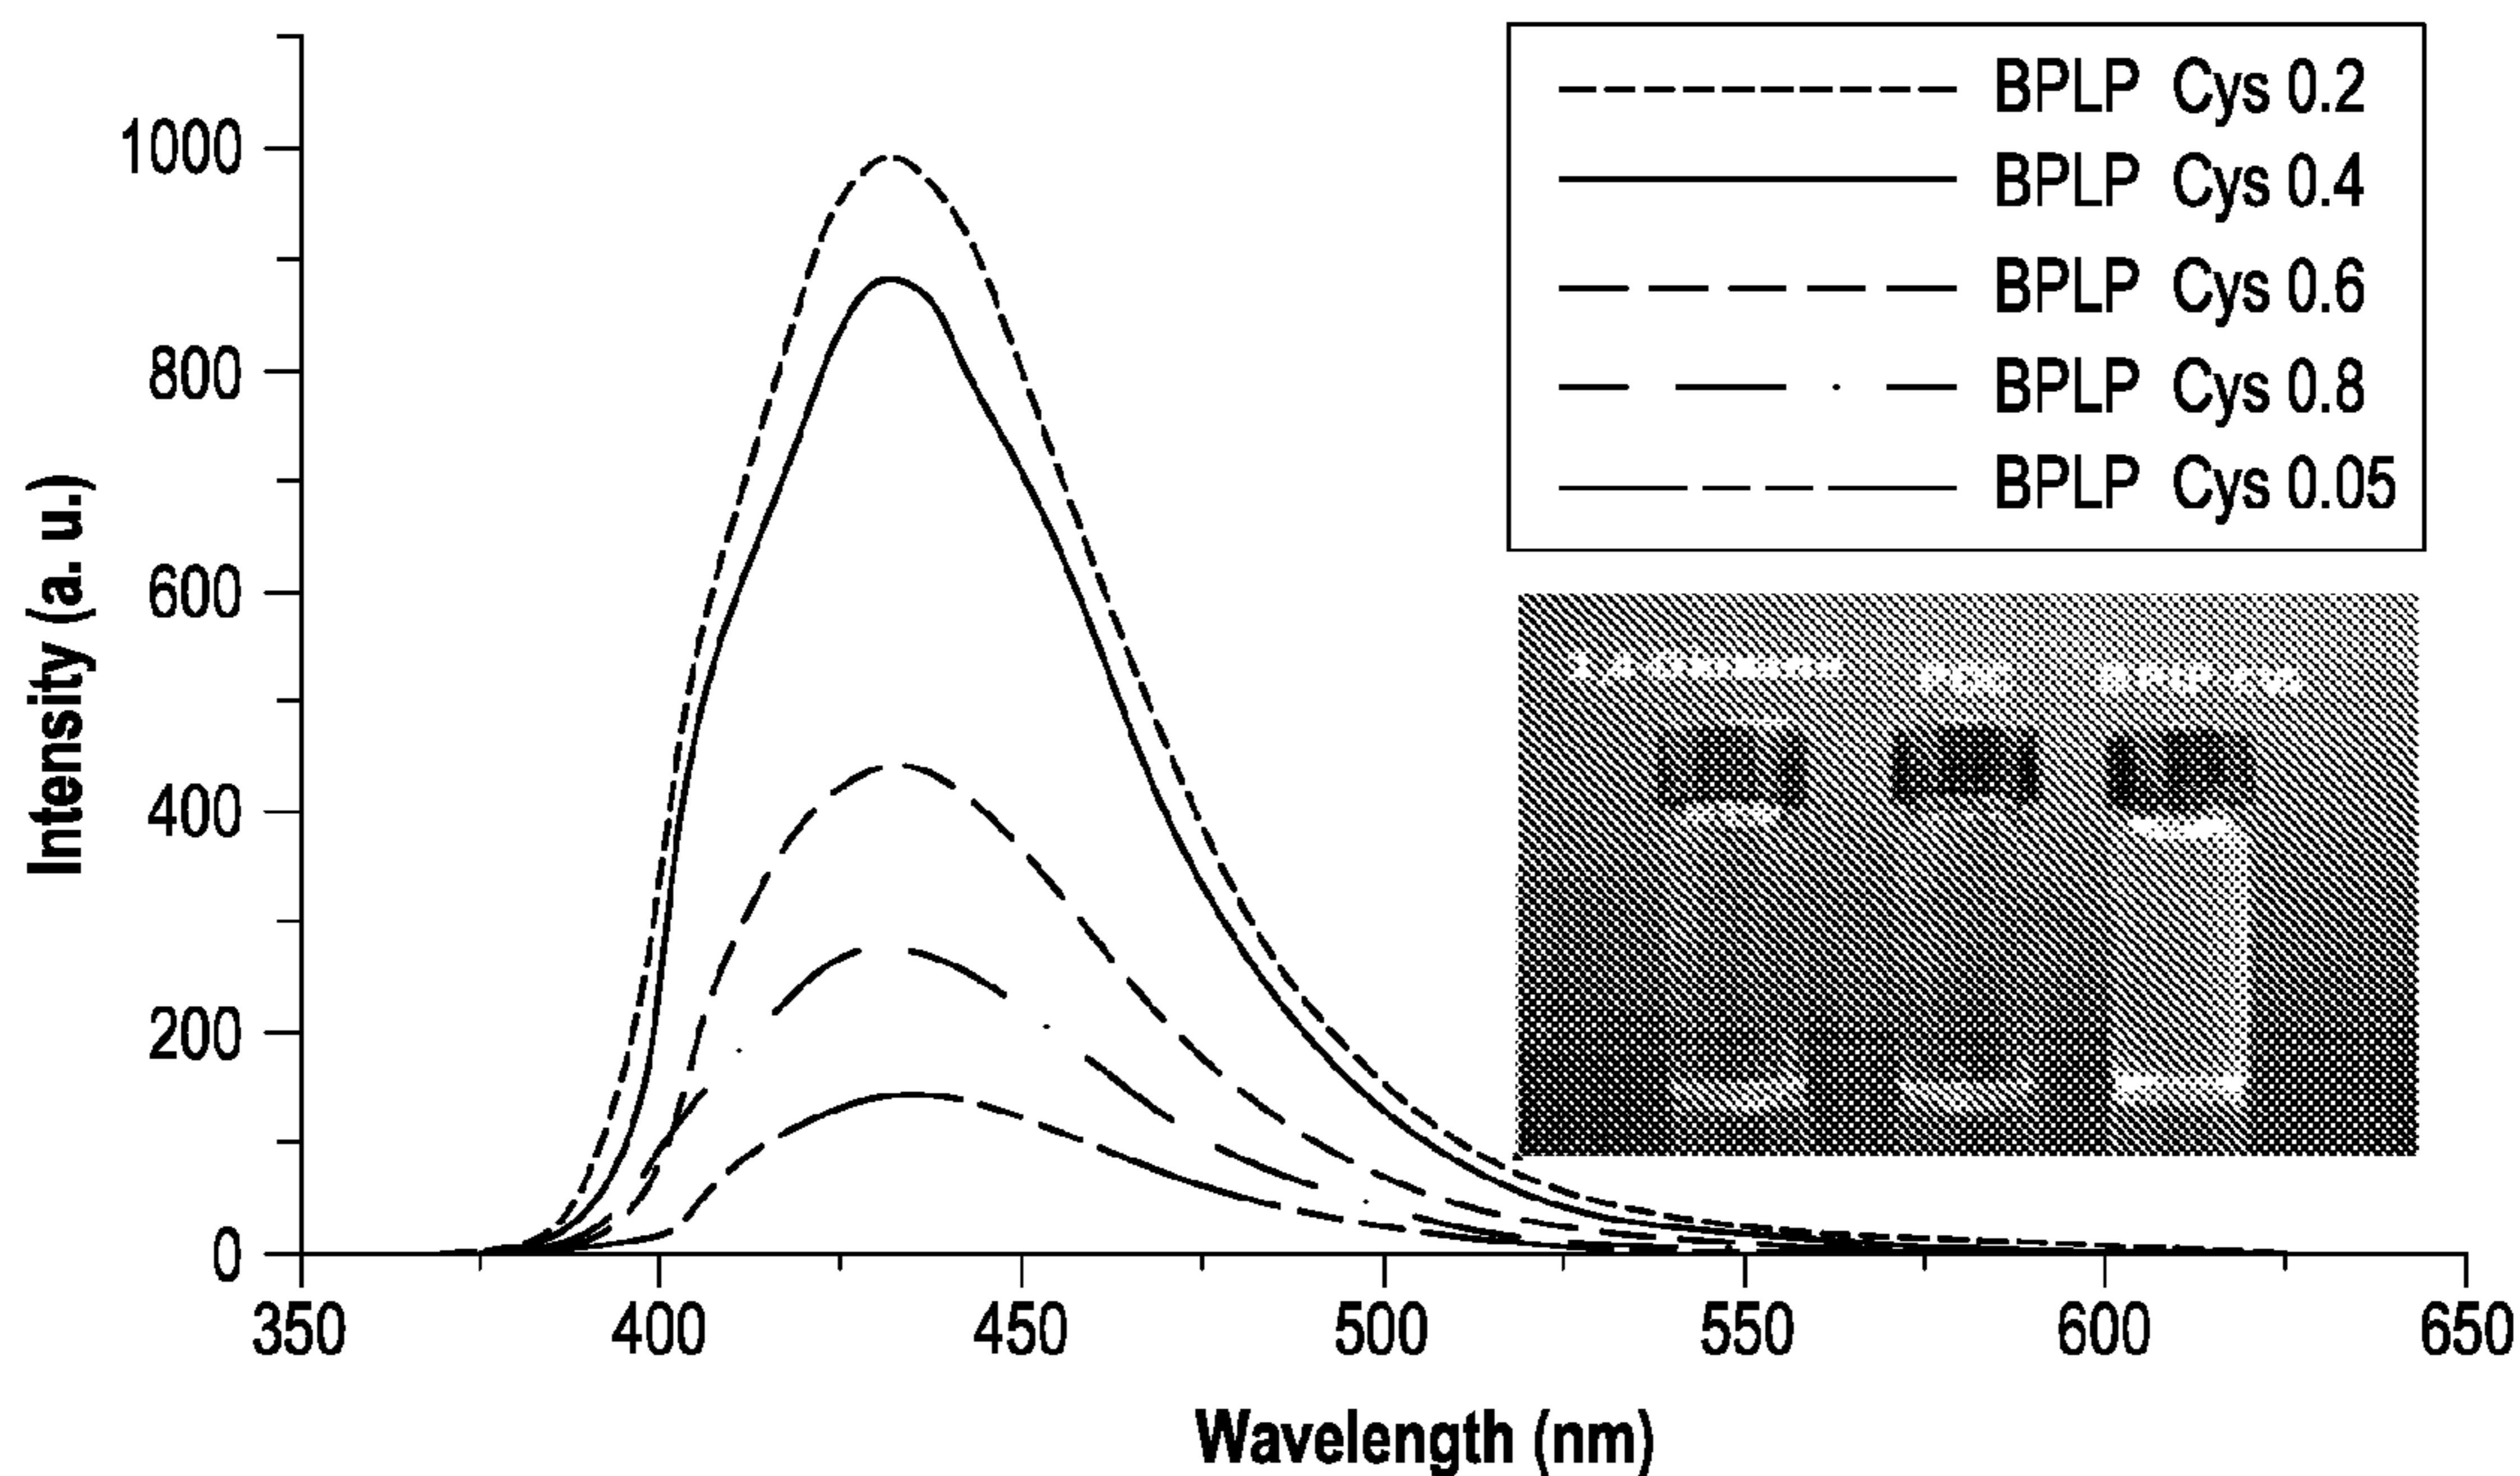 Intensity (a. u.)
1000
800
600
400
200
0
350 400 450 500 550 600 650
Wavelength (nm)
BPLP Cys 0.2
BPLP Cys 0.4
BPLP Cys 0.6
BPLP Cys 0.8
BPLP Cys 0.05